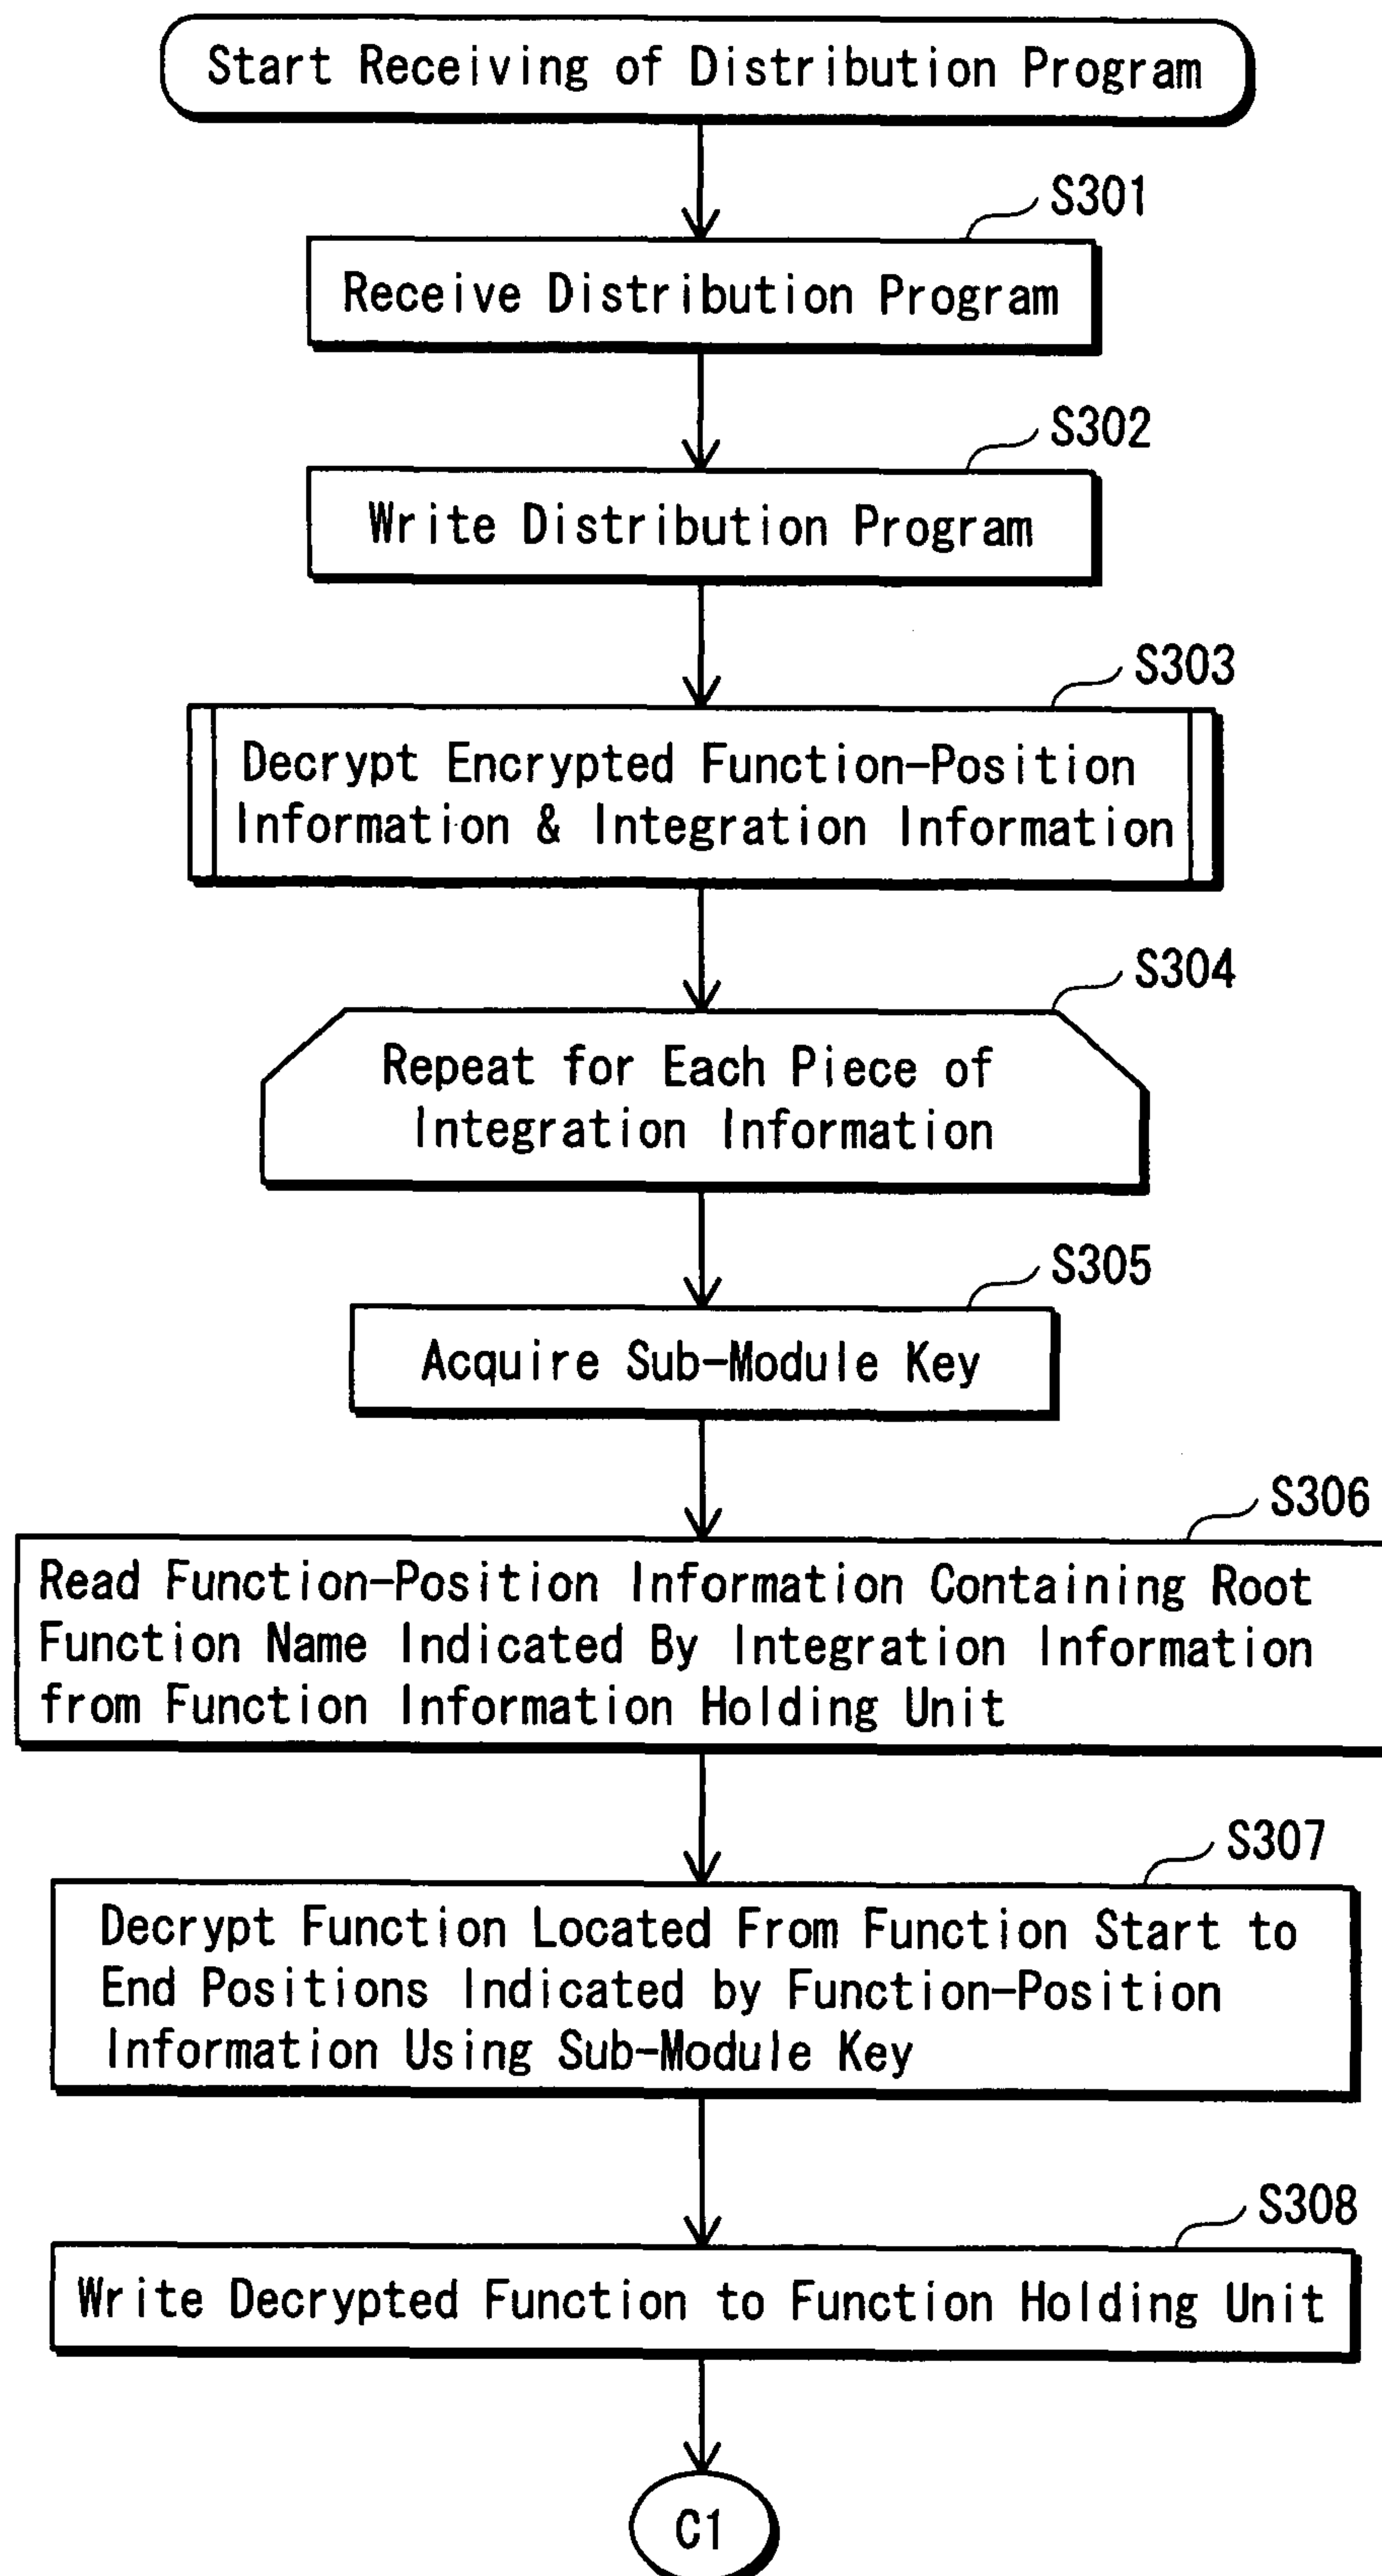 Start Receiving of Distribution Program
S301
Receive Distribution Program
S302
Write Distribution Program
S303
Decrypt Encrypted Function-Position
Information & Integration Information
S304
Repeat for Each Piece of
Integration Information
S305
Acquire Sub-Module Key
S306
Read Function-Position Information Containing Root
Function Name Indicated By Integration Information
from Function Information Holding Unit
S307
Decrypt Function Located From Function Start to
End Positions Indicated by Function-Position
Information Using Sub-Module Key
S308
Write Decrypted Function to Function Holding Unit
C1